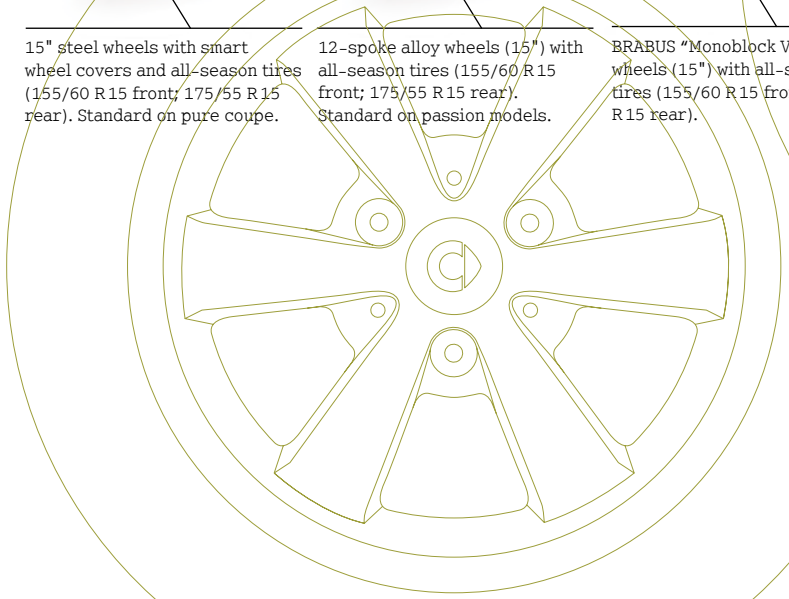 15" steel wheels with smart
wheel covers and all-season tires
(155/60 R15 front; 175/55 R15
rear). Standard on pure coupe.
12-spoke alloy wheels (15") with
all-season tires (155/60 R15
front; 175/55 R15 rear).
Standard on passion models.
BRABUS “Monoblock V
wheels (15") with all-s
tires (155/60 R15 fro
R15 rear).